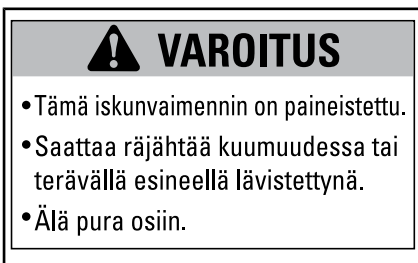 VAROITUS
•Tämä iskunvaimennin on paineistettu.
•Saattaa räjähtää kuumuudessa tai
terävällä esineellä lävistettynä.
•Älä pura osiin.